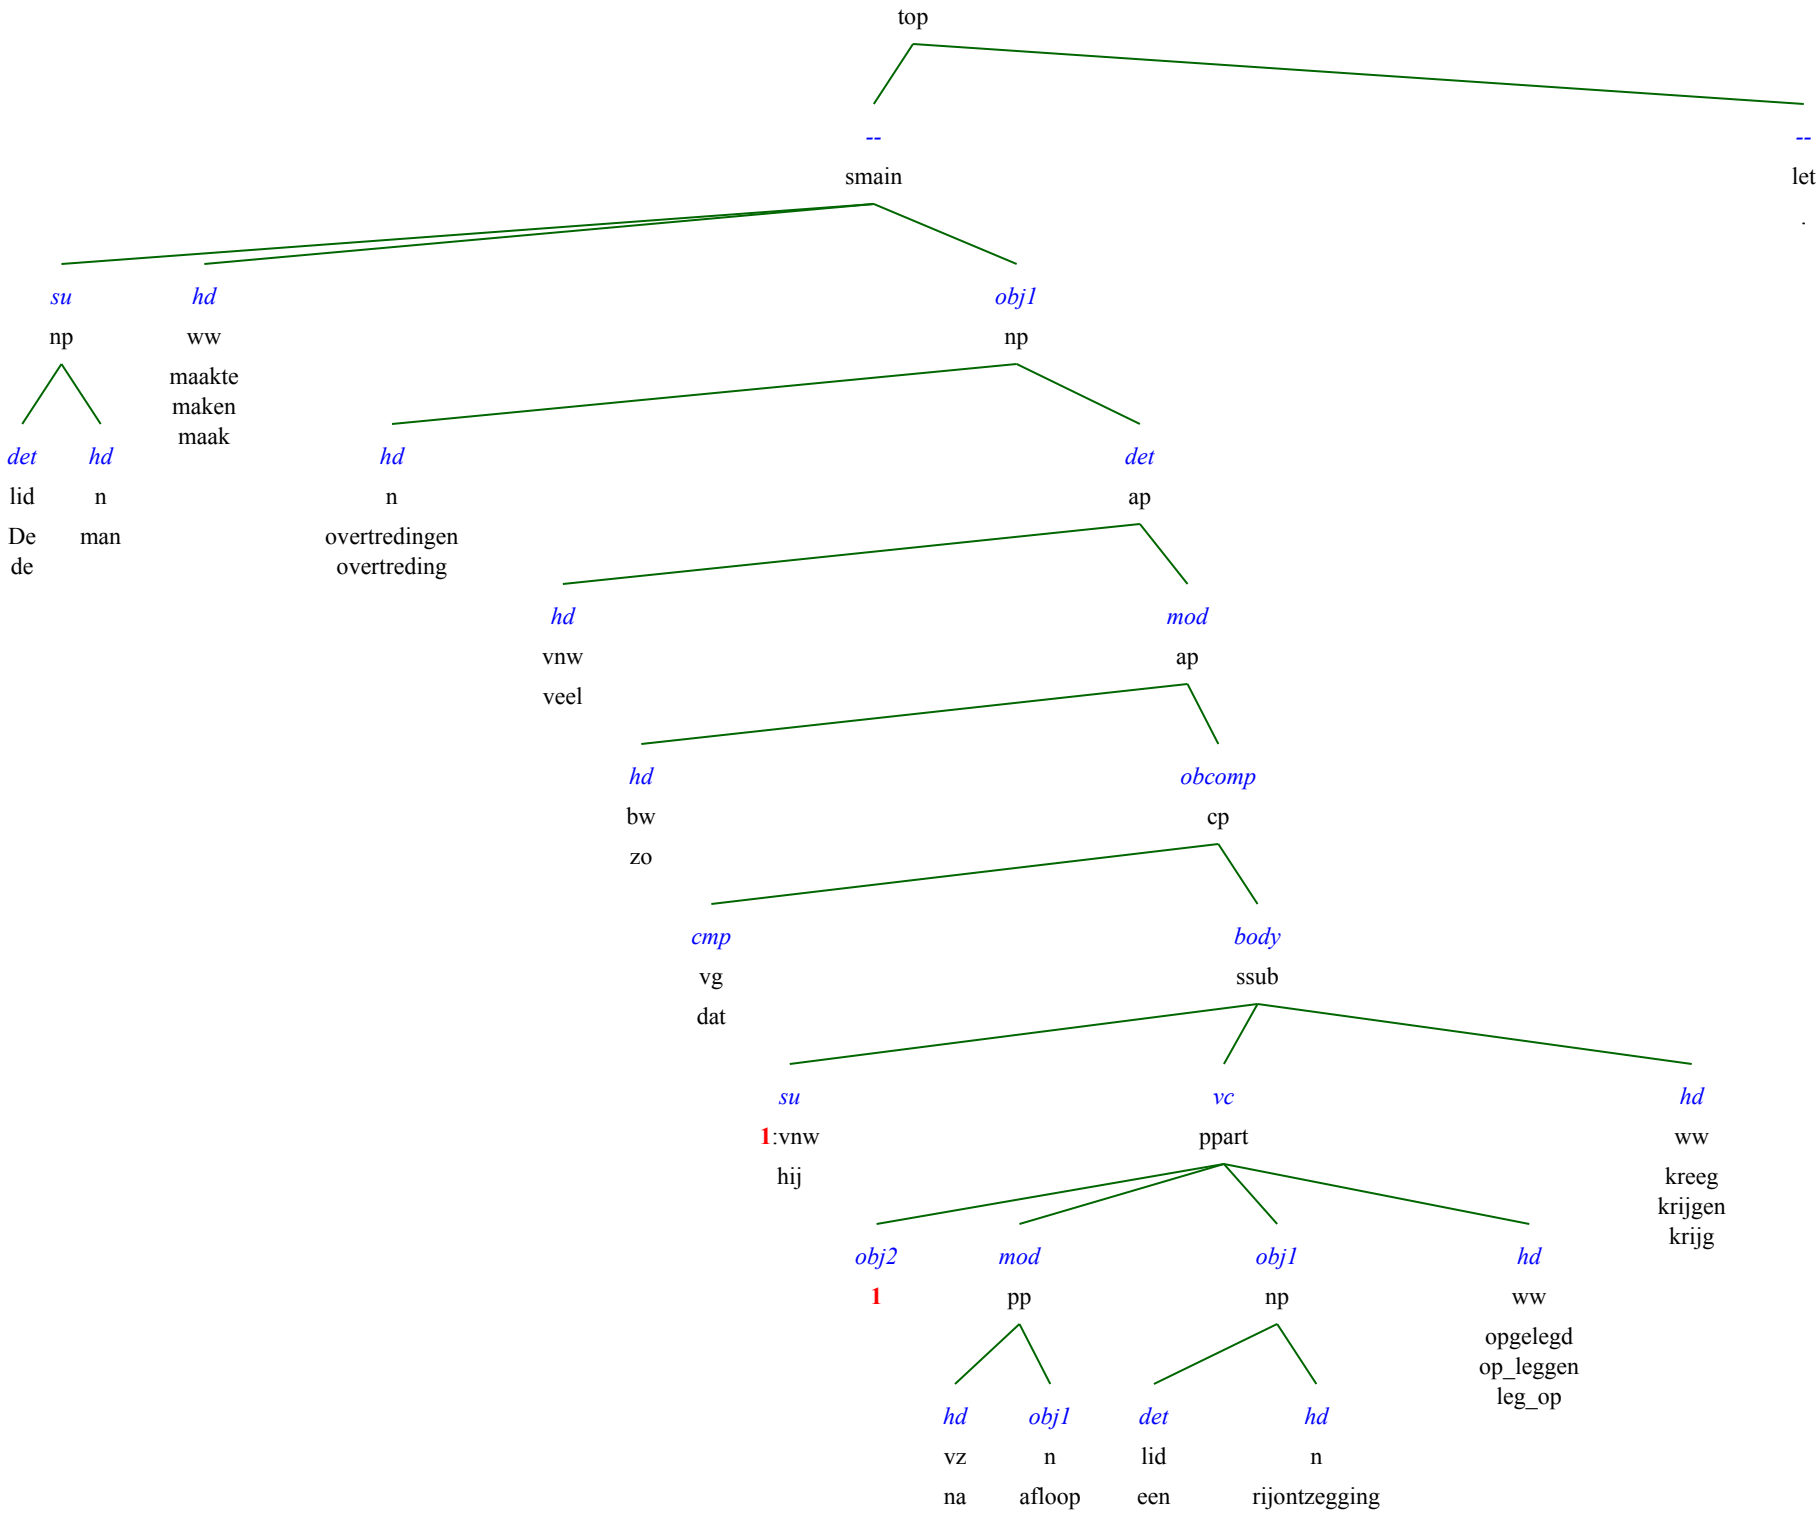 top
-- --
smain let
.
su hd obj1
np ww np
maakte
maken
maak
det hd hd det
lid n n ap
De man overtredingen
de overtreding
hd mod
vnw ap
veel
hd obcomp
bw cp
zo
cmp body
vg ssub
dat
su vc hd
1:vnw ppart ww
hij kreeg
krijgen
krijg
obj2 mod obj1 hd
1 pp np ww
opgelegd
op_leggen
leg_op
hd obj1 det hd
vz n lid n
na afloop een rijontzegging